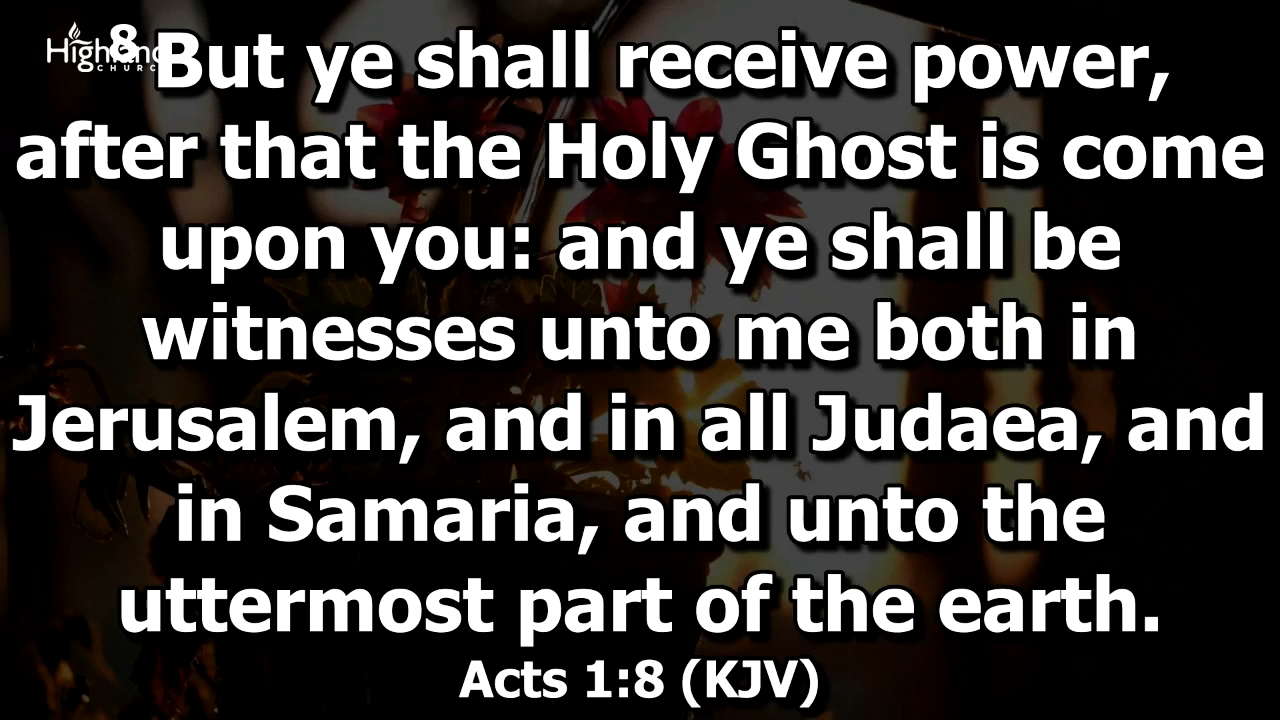 8 But ye shall receive power,
after that the Holy Ghost is come
upon you: and ye shall be
witnesses unto me both in
Jerusalem, and in all Judaea, and
in Samaria, and unto the
uttermost part of the earth.
Acts 1:8 (KJV)